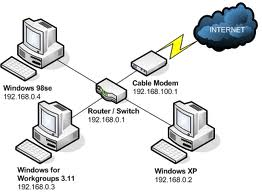 INTERNET
Cable Modem
192.168.100.1
Windows 98se
192.168.0.4
Router / Switch
192.168.0.1
Windows for
Workgroups 3.11
192.168.0.3
Windows XP
192.168.0.2